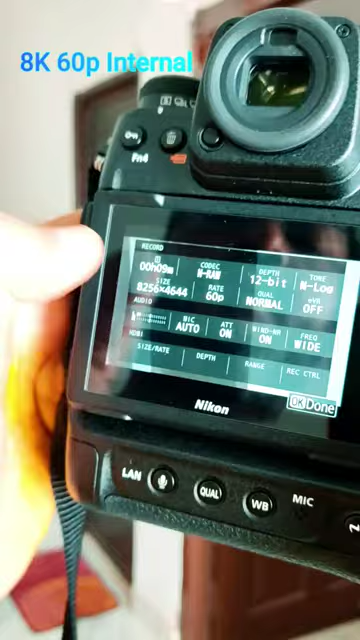 8K 60p Internal
Fn4
RECORD
CODEC DEPTH TONE
00h09m N-RAW 12-bit N-Log
SIZE RATE QUAL eVR
8256×4644 60p NORMAL OFF
AUDIO
MIC ATT WIND-NR FREQ
AUTO ON ON WIDE
HDMI
SIZE/RATE DEPTH RANGE REC CTRL
OK Done
Nikon
LAN QUAL WB MIC